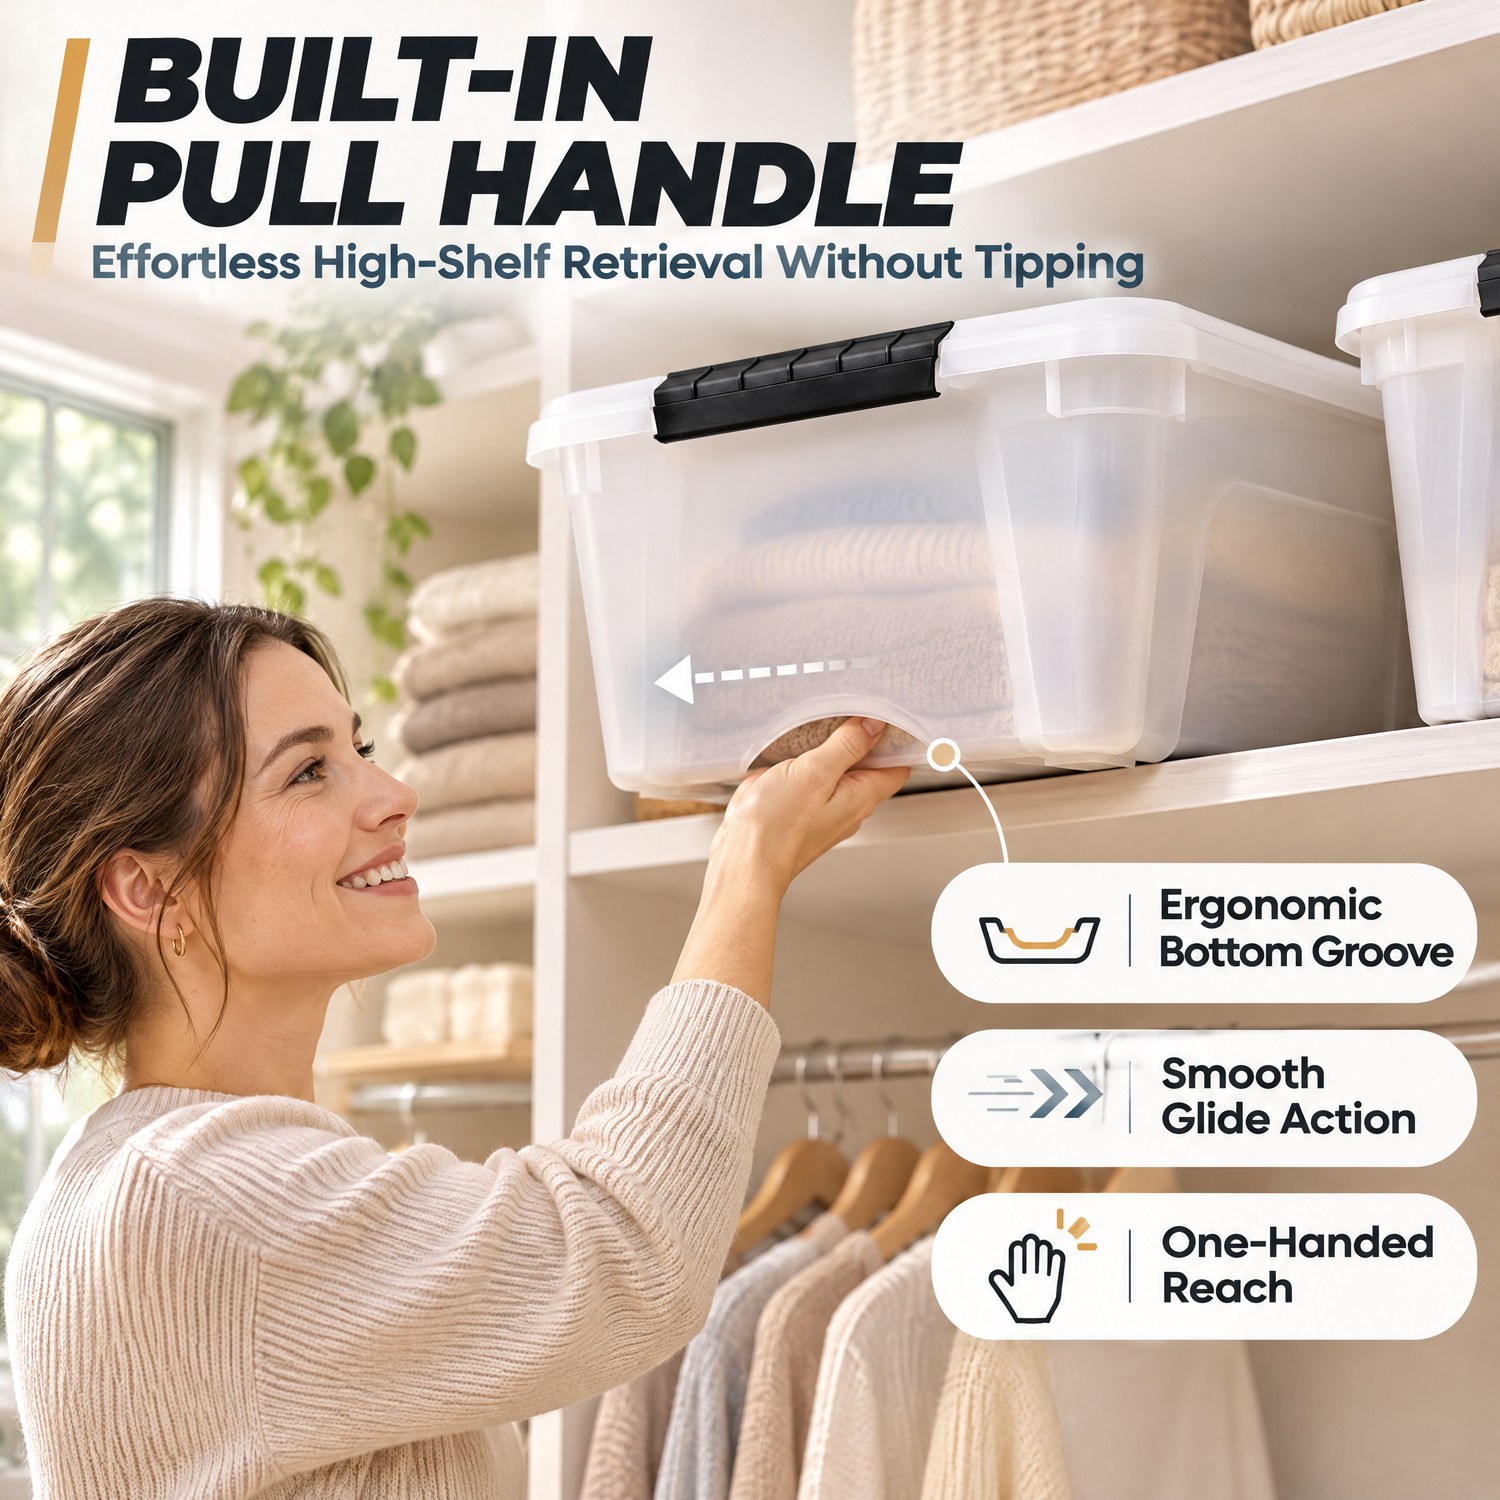 BUILT-IN
PULL HANDLE
Effortless High-Shelf Retrieval Without Tipping
Ergonomic
Bottom Groove
Smooth
Glide Action
One-Handed
Reach